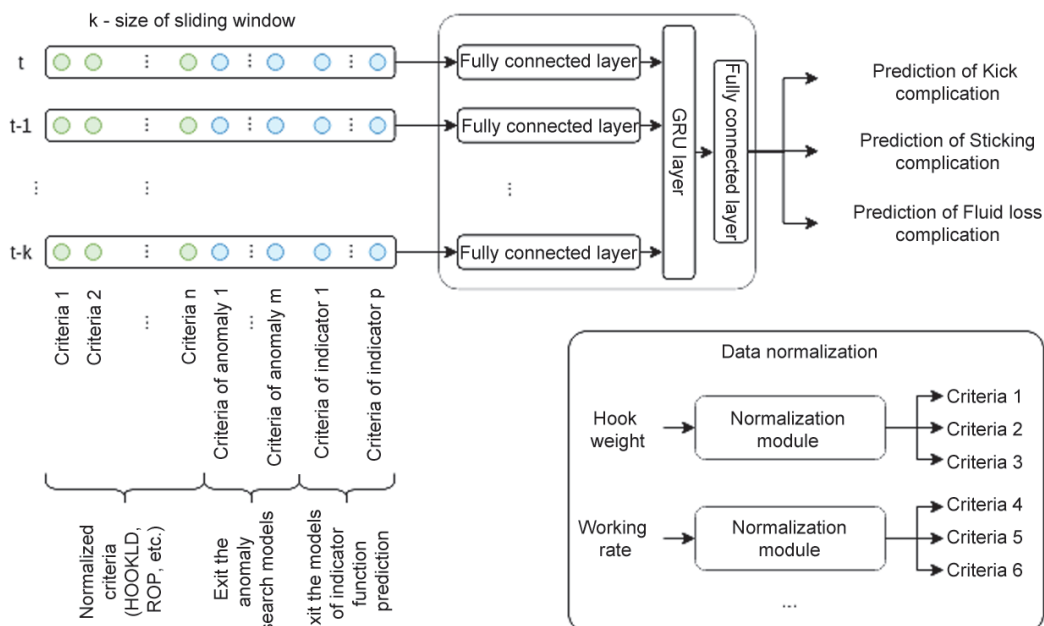 k - size of sliding window
t
Fully connected layer
t-1
Fully connected layer
...
...
...
t-k
Fully connected layer
GRU layer
Fully connected layer
Prediction of Kick
complication
Prediction of Sticking
complication
Prediction of Fluid loss
complication
Criteria 1
Criteria 2
...
Criteria n
Criteria of anomaly 1
...
Criteria of anomaly m
Criteria of indicator 1
Criteria of indicator p
Normalized
criteria
(HOOKLD,
ROP, etc.)
Exit the
anomaly
search models
xit the models
of indicator
function
prediction
Data normalization
Hook
weight
Normalization
module
Criteria 1
Criteria 2
Criteria 3
Working
rate
Normalization
module
Criteria 4
Criteria 5
Criteria 6
...